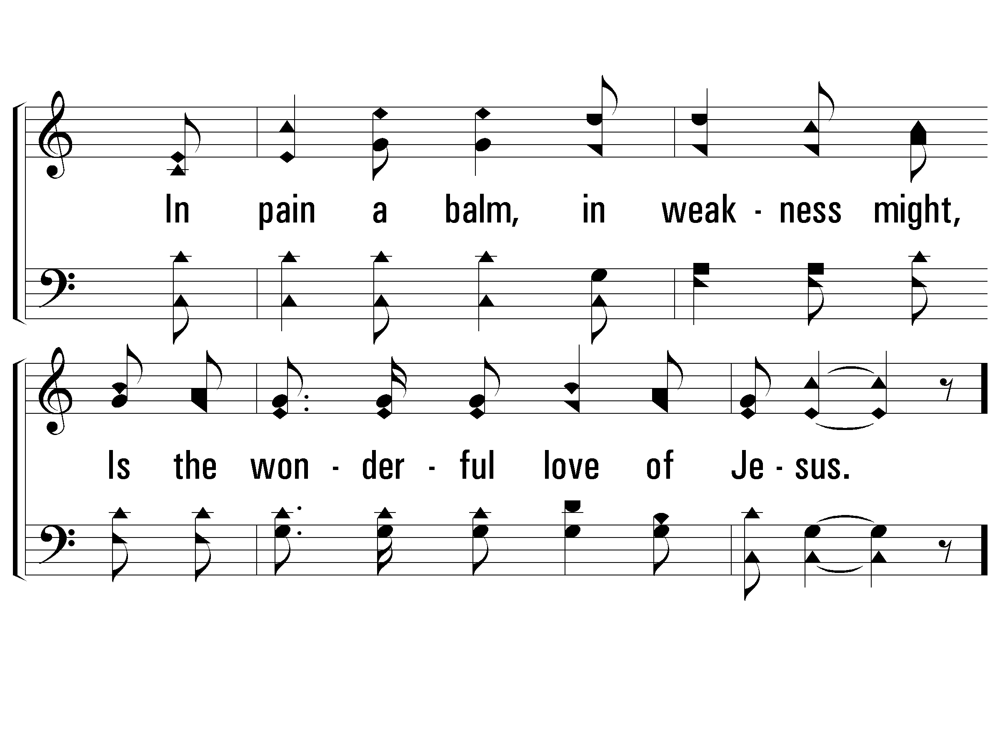 In pain a balm, in weak - ness might,
Is the won - der - ful love of Je - sus.